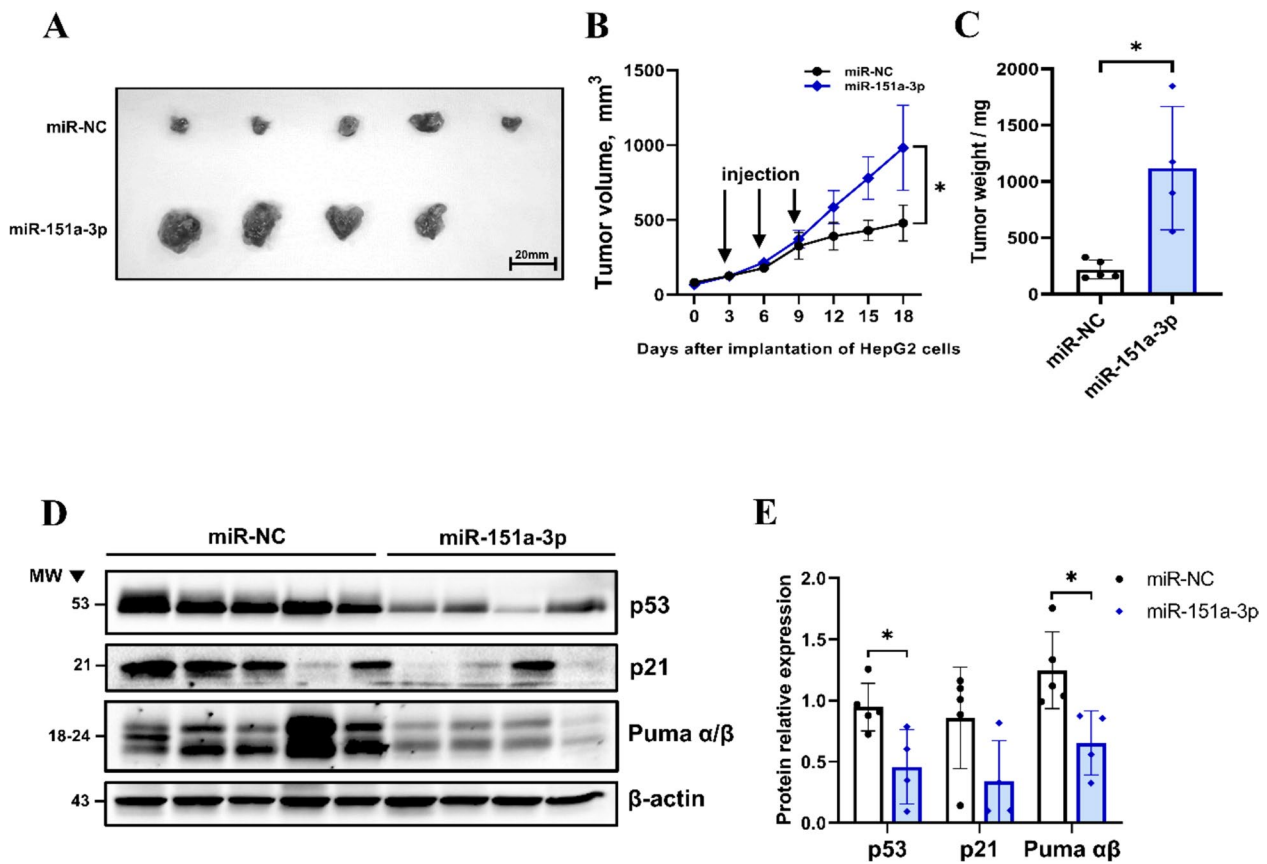 A
miR-NC
miR-151a-3p
20mm
B
Tumor volume, mm3
1500
1000
500
0
miR-NC
miR-151a-3p
injection
*
0 3 6 9 12 15 18
Days after implantation of HepG2 cells
C
Tumor weight / mg
2000
1500
1000
500
0
*
miR-NC
miR-151a-3p
D
miR-NC miR-151a-3p
MW ▼
53 p53
21 p21
18-24 Puma α/β
43 β-actin
E
Protein relative expression
2.0
1.5
1.0
0.5
0.0
*
*
miR-NC
miR-151a-3p
p53 p21 Puma αβ